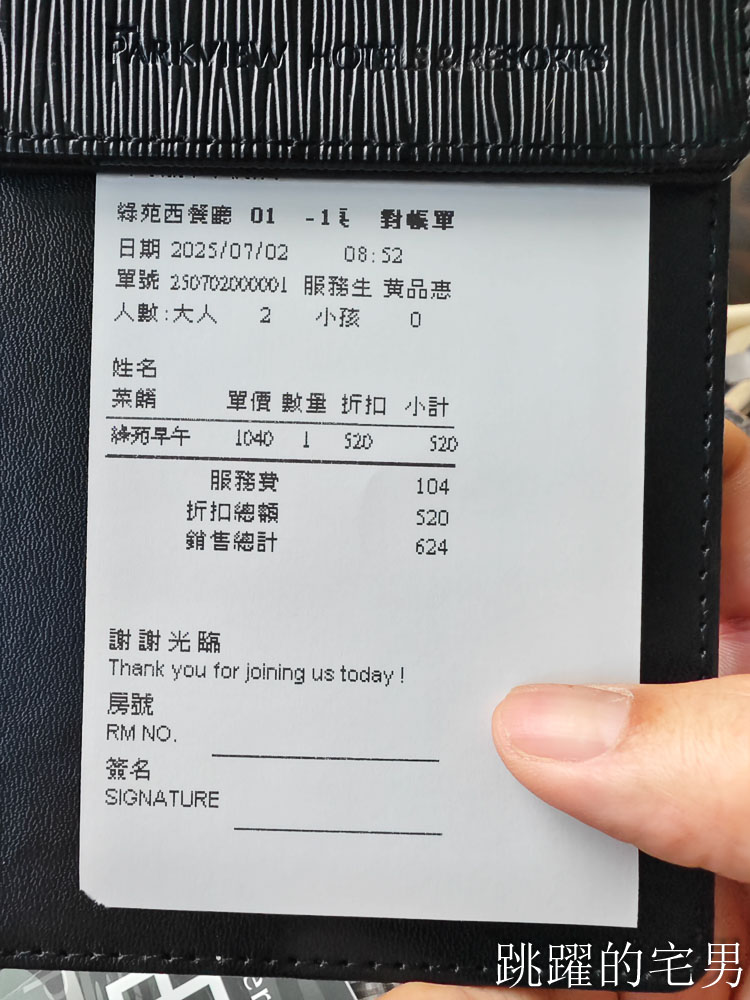 PARKVIEW HOTELS & RESORTS
綠苑西餐廳 01 -1 對帳單
日期 2025/07/02 08:52
單號 250702000001 服務生 黃品惠
人數:大人 2 小孩 0
姓名
菜餚 單價 數量 折扣 小計
綠苑早午 1040 1 520 520
服務費 104
折扣總額 520
銷售總計 624
謝謝光臨
Thank you for joining us today !
房號
RM NO.
簽名
SIGNATURE
跳躍的宅男